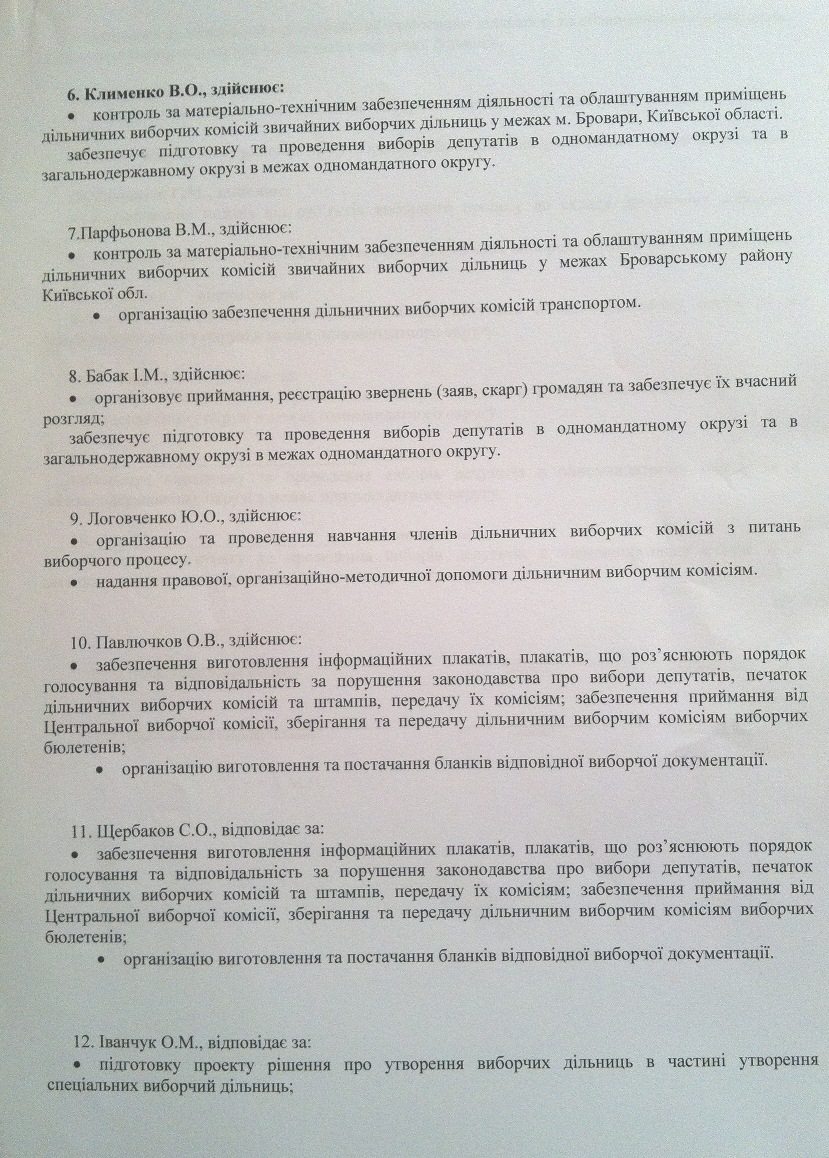 6. Клименко В.О., здійснює:
• контроль за матеріально-технічним забезпеченням діяльності та облаштуванням приміщень
дільничних виборчих комісій звичайних виборчих дільниць у межах м. Бровари, Київської області.
забезпечує підготовку та проведення виборів депутатів в одномандатному окрузі та в
загальнодержавному окрузі в межах одномандатного округу.
7.Парфьонова В.М., здійснює:
• контроль за матеріально-технічним забезпеченням діяльності та облаштуванням приміщень
дільничних виборчих комісій звичайних виборчих дільниць у межах Броварському району
Київської обл.
• організацію забезпечення дільничних виборчих комісій транспортом.
8. Бабак І.М., здійснює:
• організовує приймання, реєстрацію звернень (заяв, скарг) громадян та забезпечує їх вчасний
розгляд;
забезпечує підготовку та проведення виборів депутатів в одномандатному окрузі та в
загальнодержавному окрузі в межах одномандатного округу.
9. Логовченко Ю.О., здійснює:
• організацію та проведення навчання членів дільничних виборчих комісій з питань
виборчого процесу.
• надання правової, організаційно-методичної допомоги дільничним виборчим комісіям.
10. Павлючков О.В., здійснює:
• забезпечення виготовлення інформаційних плакатів, плакатів, що роз’яснюють порядок
голосування та відповідальність за порушення законодавства про вибори депутатів, печаток
дільничних виборчих комісій та штампів, передачу їх комісіям; забезпечення приймання від
Центральної виборчої комісії, зберігання та передачу дільничним виборчим комісіям виборчих
бюлетенів;
• організацію виготовлення та постачання бланків відповідної виборчої документації.
11. Щербаков С.О., відповідає за:
• забезпечення виготовлення інформаційних плакатів, плакатів, що роз’яснюють порядок
голосування та відповідальність за порушення законодавства про вибори депутатів, печаток
дільничних виборчих комісій та штампів, передачу їх комісіям; забезпечення приймання від
Центральної виборчої комісії, зберігання та передачу дільничним виборчим комісіям виборчих
бюлетенів;
• організацію виготовлення та постачання бланків відповідної виборчої документації.
12. Іванчук О.М., відповідає за:
• підготовку проекту рішення про утворення виборчих дільниць в частині утворення
спеціальних виборчий дільниць;